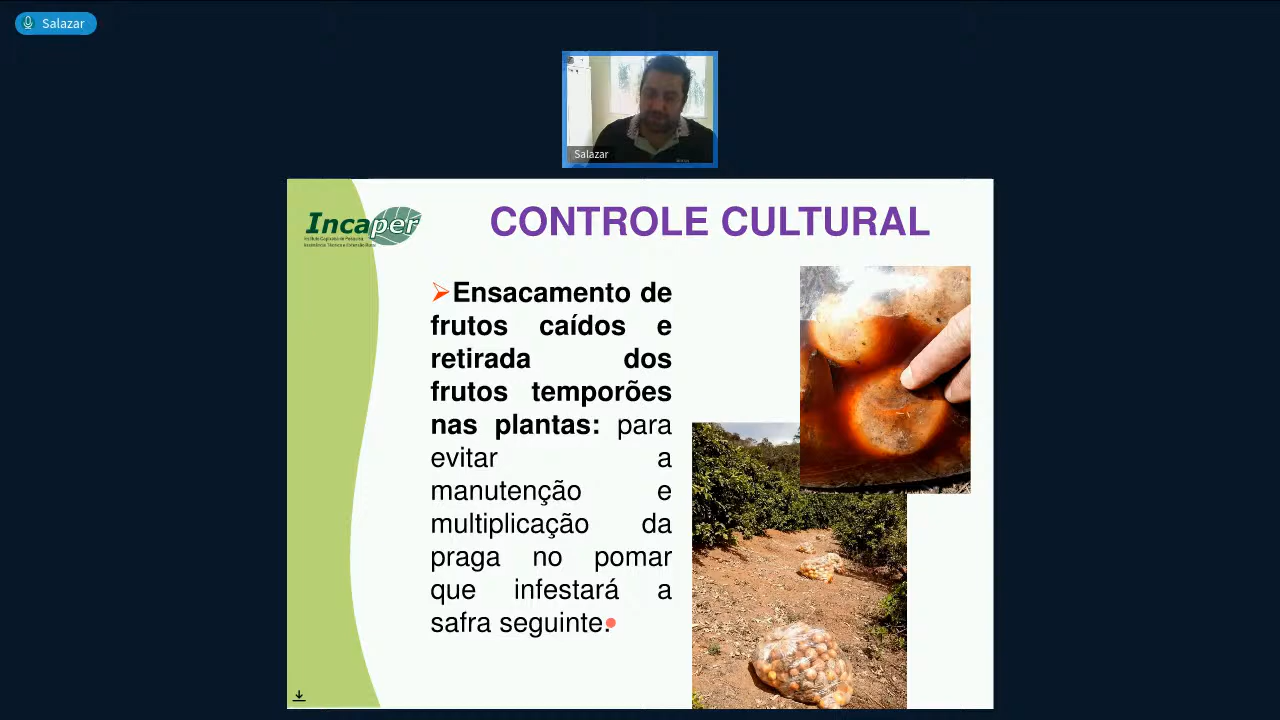 Salazar
Salazar
Incaper
Instituto Capixaba de Pesquisa,
Assistência Técnica e Extensão Rural
CONTROLE CULTURAL
Ensacamento de
frutos caídos e
retirada dos
frutos temporões
nas plantas: para
evitar a
manutenção e
multiplicação da
praga no pomar
que infestará a
safra seguinte.